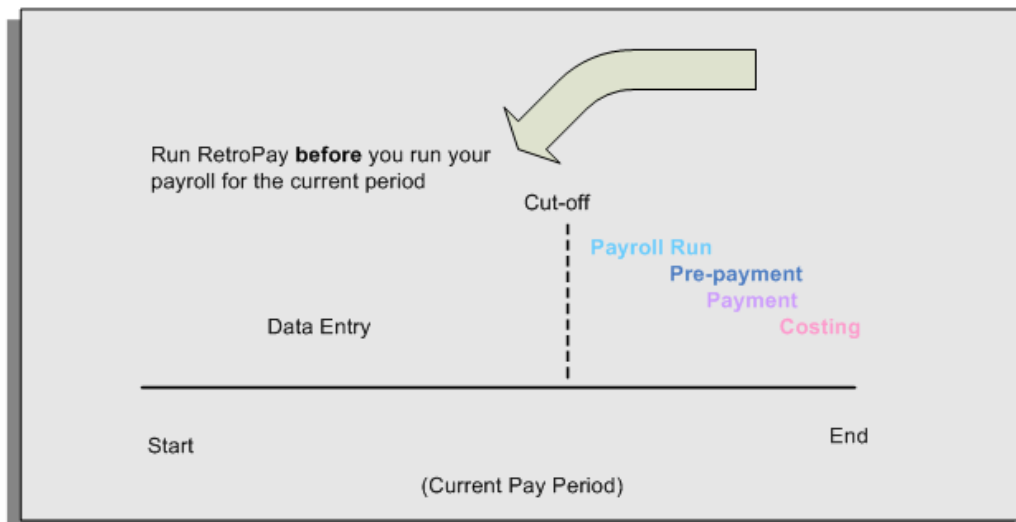 Run RetroPay before you run your
payroll for the current period
Cut-off
Payroll Run
Pre-payment
Payment
Costing
Data Entry
Start
End
(Current Pay Period)